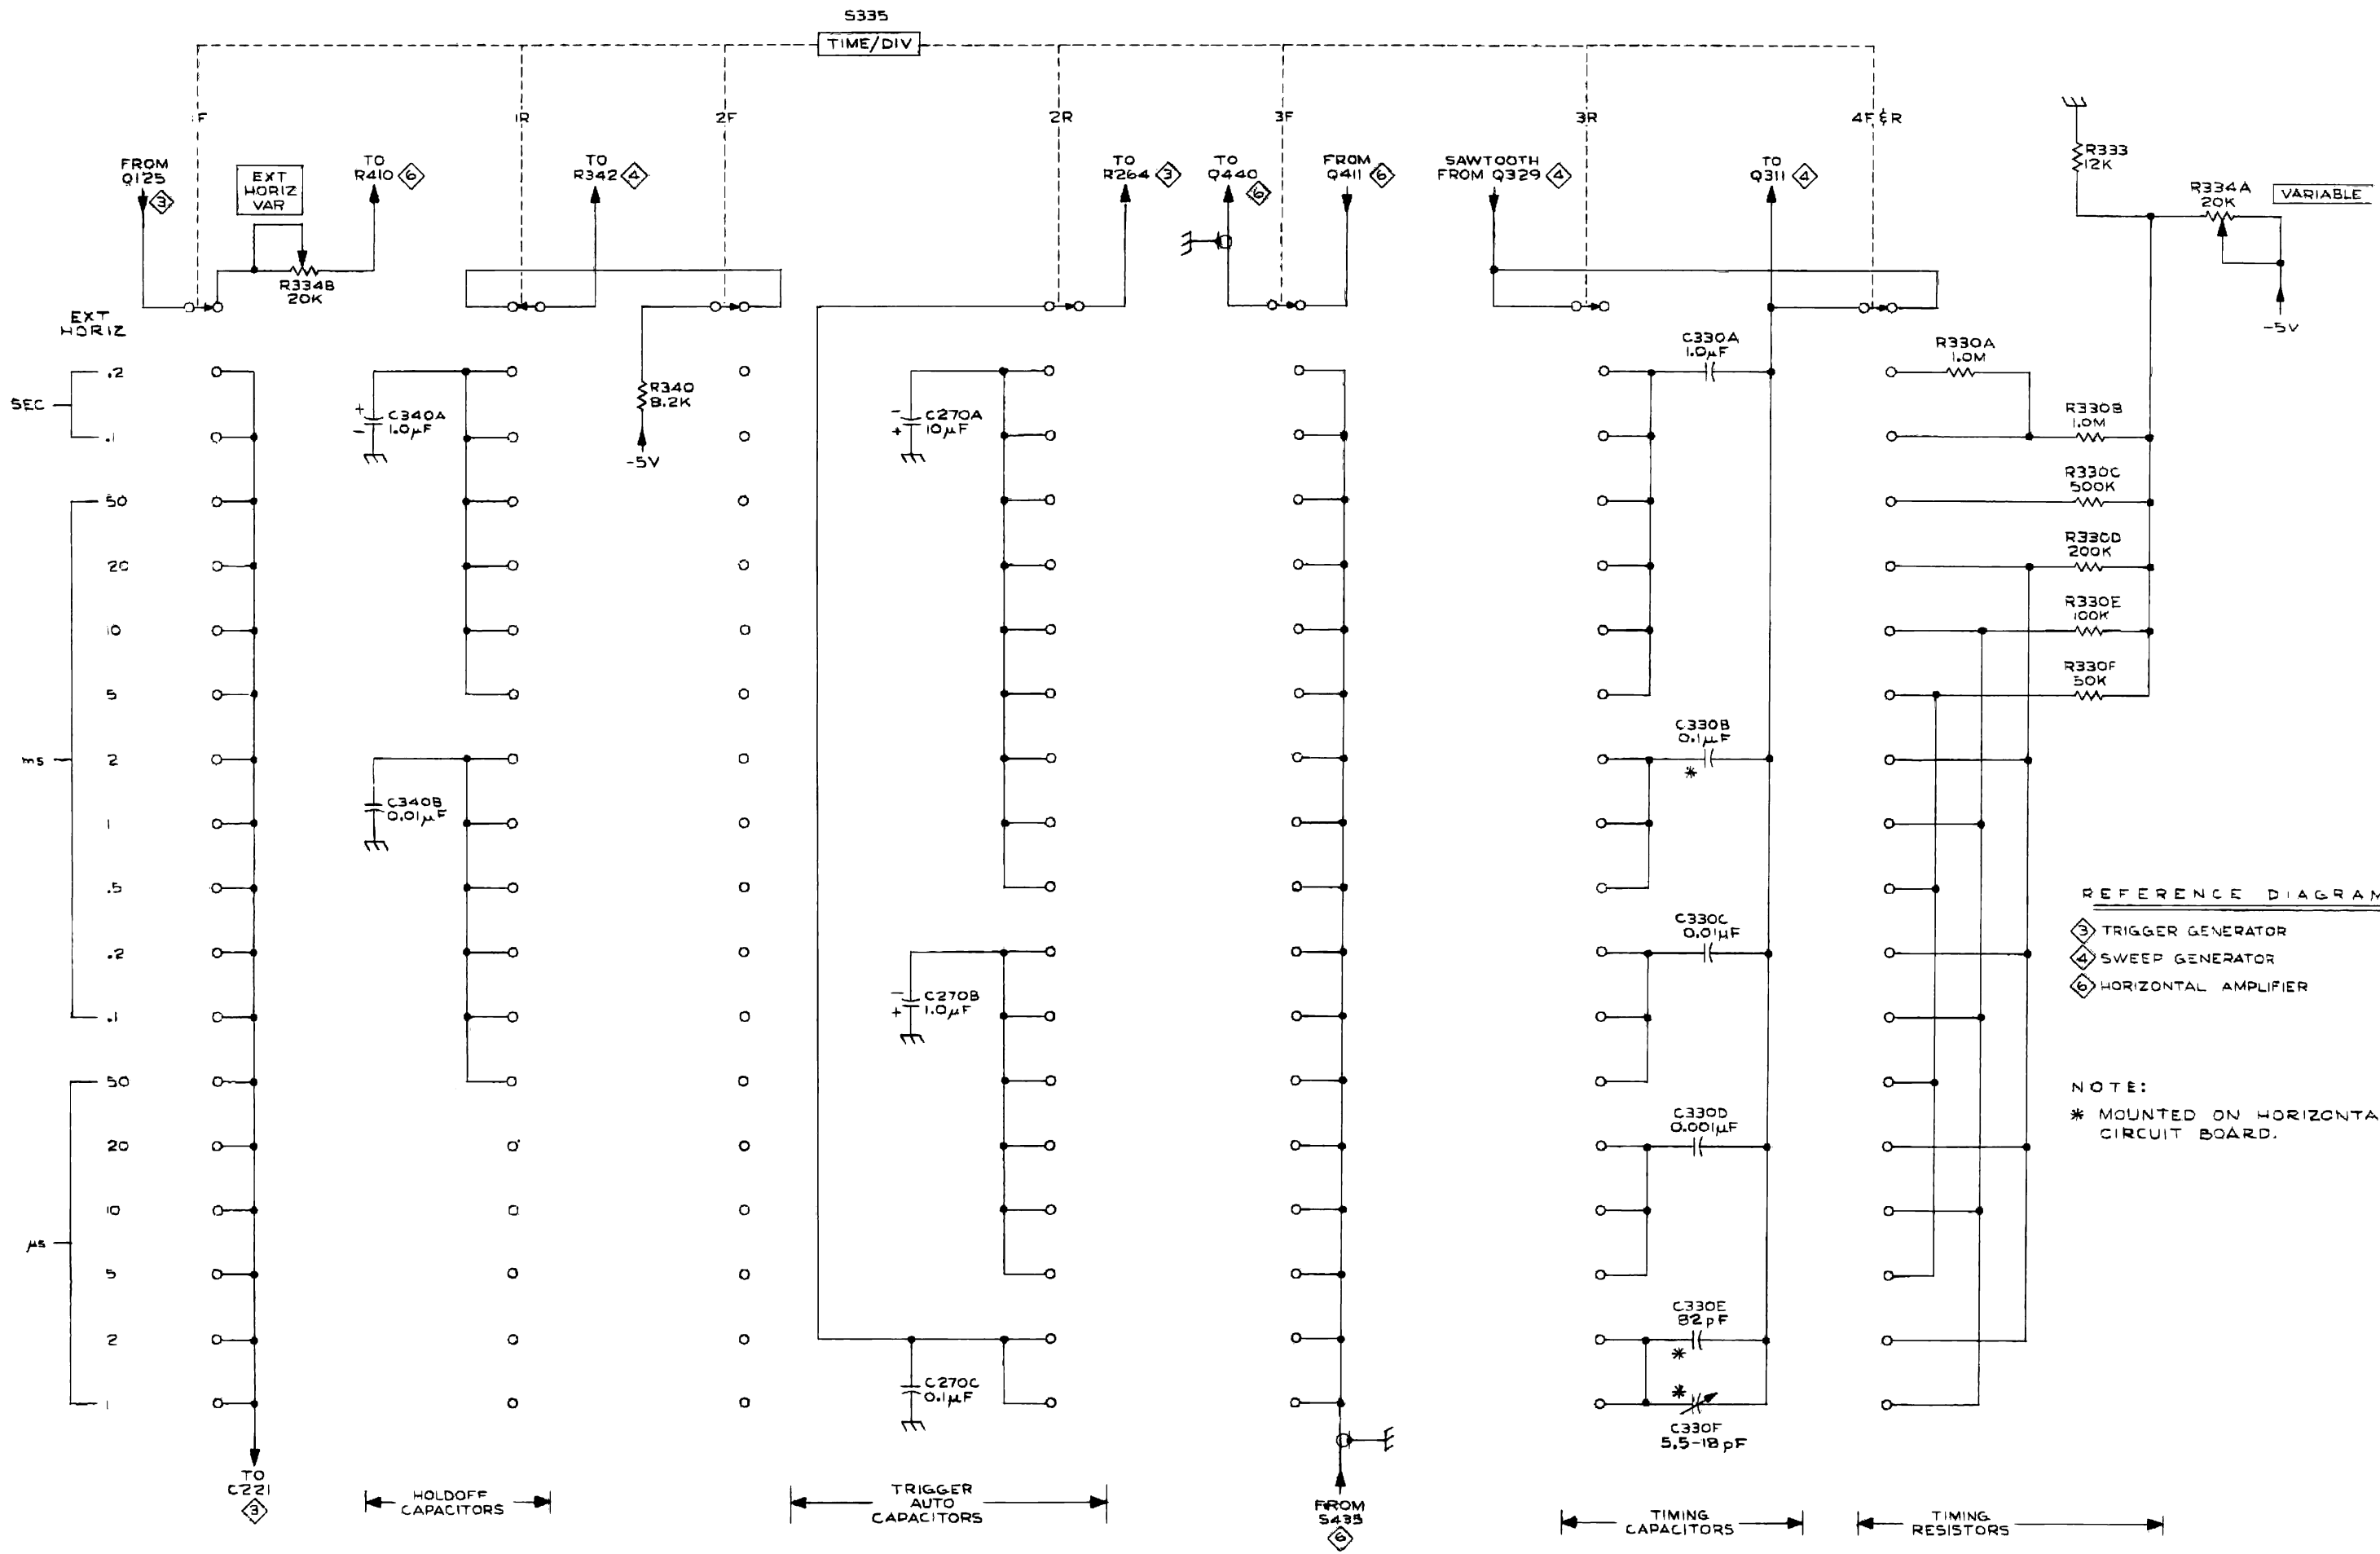 S335
TIME/DIV
1F
1R
2F
2R
3F
3R
4F & R
FROM
Q125
3
EXT
HORIZ
VAR
TO
R410 6
TO
R342 4
TO
R264 3
TO
Q440
6
FROM
Q411 6
SAWTOOTH
FROM Q329 4
TO
Q311 4
R333
12K
R334A
20K
VARIABLE
-5V
R334B
20K
EXT
HORIZ
SEC
.2
.1
ms
50
20
10
5
2
1
.5
.2
.1
µs
50
20
10
5
2
1
+
-
C340A
1.0µF
C340B
0.01µF
R340
8.2K
-5V
-
+
C270A
10µF
-
+
C270B
1.0µF
C270C
0.1µF
C330A
1.0µF
C330B
0.1µF
*
C330C
0.01µF
C330D
0.001µF
C330E
82pF
*
*
C330F
5.5-18pF
R330A
1.0M
R330B
1.0M
R330C
500K
R330D
200K
R330E
100K
R330F
50K
REFERENCE DIAGRAM
3 TRIGGER GENERATOR
4 SWEEP GENERATOR
6 HORIZONTAL AMPLIFIER
NOTE:
* MOUNTED ON HORIZONTA
CIRCUIT BOARD.
TO
C221
3
HOLDOFF
CAPACITORS
TRIGGER
AUTO
CAPACITORS
FROM
S435
6
TIMING
CAPACITORS
TIMING
RESISTORS